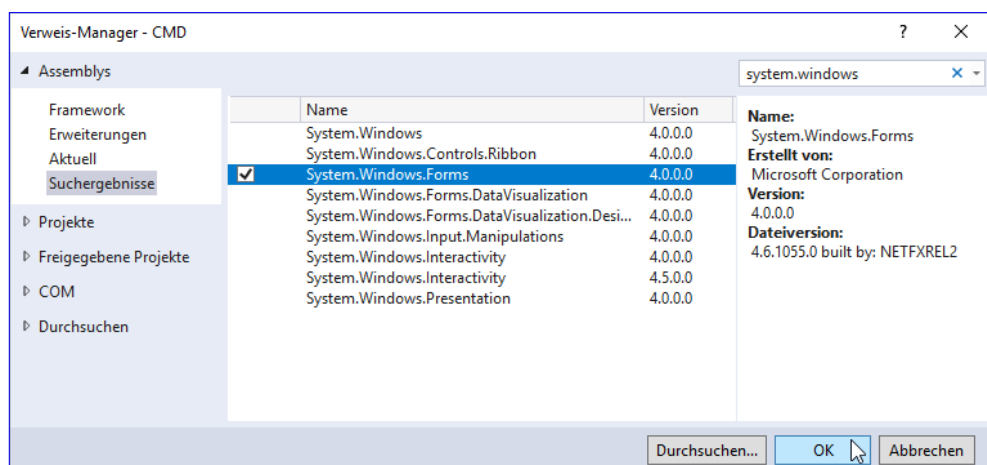 Verweis-Manager - CMD
?
Assemblys
system.windows
Framework
Erweiterungen
Aktuell
Suchergebnisse
Projekte
Freigegebene Projekte
COM
Durchsuchen
Name Version
System.Windows 4.0.0.0
System.Windows.Controls.Ribbon 4.0.0.0
System.Windows.Forms 4.0.0.0
System.Windows.Forms.DataVisualization 4.0.0.0
System.Windows.Forms.DataVisualization.Desi... 4.0.0.0
System.Windows.Input.Manipulations 4.0.0.0
System.Windows.Interactivity 4.0.0.0
System.Windows.Interactivity 4.5.0.0
System.Windows.Presentation 4.0.0.0
Name:
System.Windows.Forms
Erstellt von:
Microsoft Corporation
Version:
4.0.0.0
Dateiversion:
4.6.1055.0 built by: NETFXREL2
Durchsuchen... OK Abbrechen